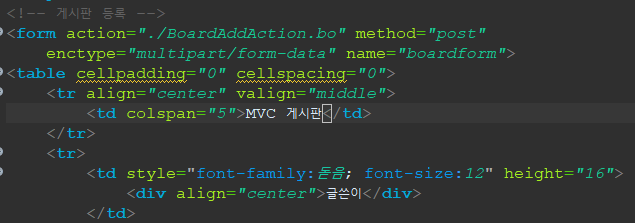 <!-- 게시판 등록 -->
<form action="./BoardAddAction.bo" method="post"
enctype="multipart/form-data" name="boardform">
<table cellpadding="0" cellspacing="0">
<tr align="center" valign="middle">
<td colspan="5">MVC 게시판</td>
</tr>
<tr>
<td style="font-family:돋음; font-size:12" height="16">
<div align="center">글쓴이</div>
</td>